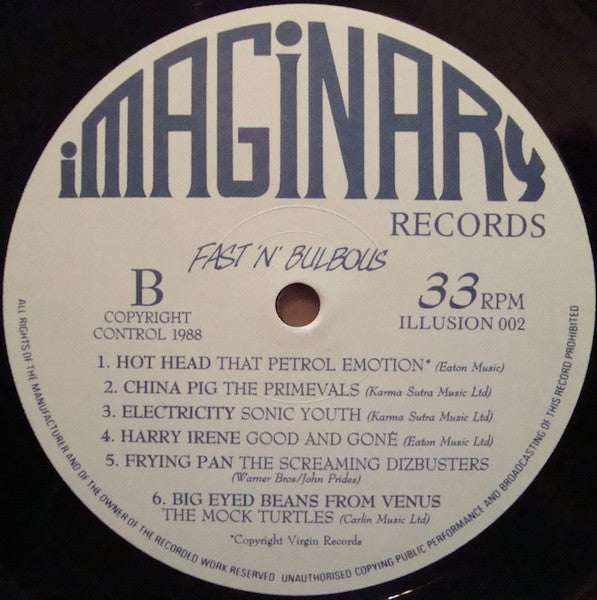 iMAGiNARy
RECORDS
FAST 'N' BULBOUS
B
COPYRIGHT
CONTROL 1988
33 RPM
ILLUSION 002
1. HOT HEAD THAT PETROL EMOTION* (Eaton Music)
2. CHINA PIG THE PRIMEVALS (Karma Sutra Music Ltd)
3. ELECTRICITY SONIC YOUTH (Karma Sutra Music Ltd)
4. HARRY IRENE GOOD AND GONÉ (Eaton Music Ltd)
5. FRYING PAN THE SCREAMING DIZBUSTERS
(Warner Bros/John Prides)
6. BIG EYED BEANS FROM VENUS
THE MOCK TURTLES (Carlin Music Ltd)
*Copyright Virgin Records
ALL RIGHTS OF THE MANUFACTURER AND OF THE OWNER OF THE RECORDED WORK RESERVED UNAUTHORISED COPYING PUBLIC PERFORMANCE AND BROADCASTING OF THIS RECORD PROHIBITED